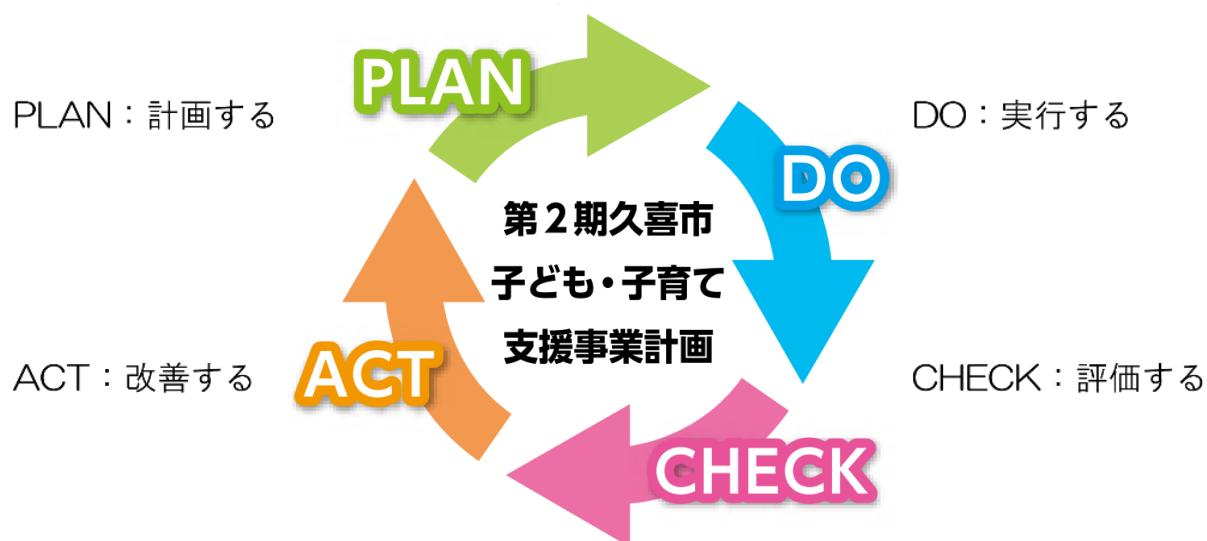 PLAN
PLAN：計画する
DO：実行する
DO
第２期久喜市
子ども・子育て
支援事業計画
ACT
ACT：改善する
CHECK：評価する
CHECK